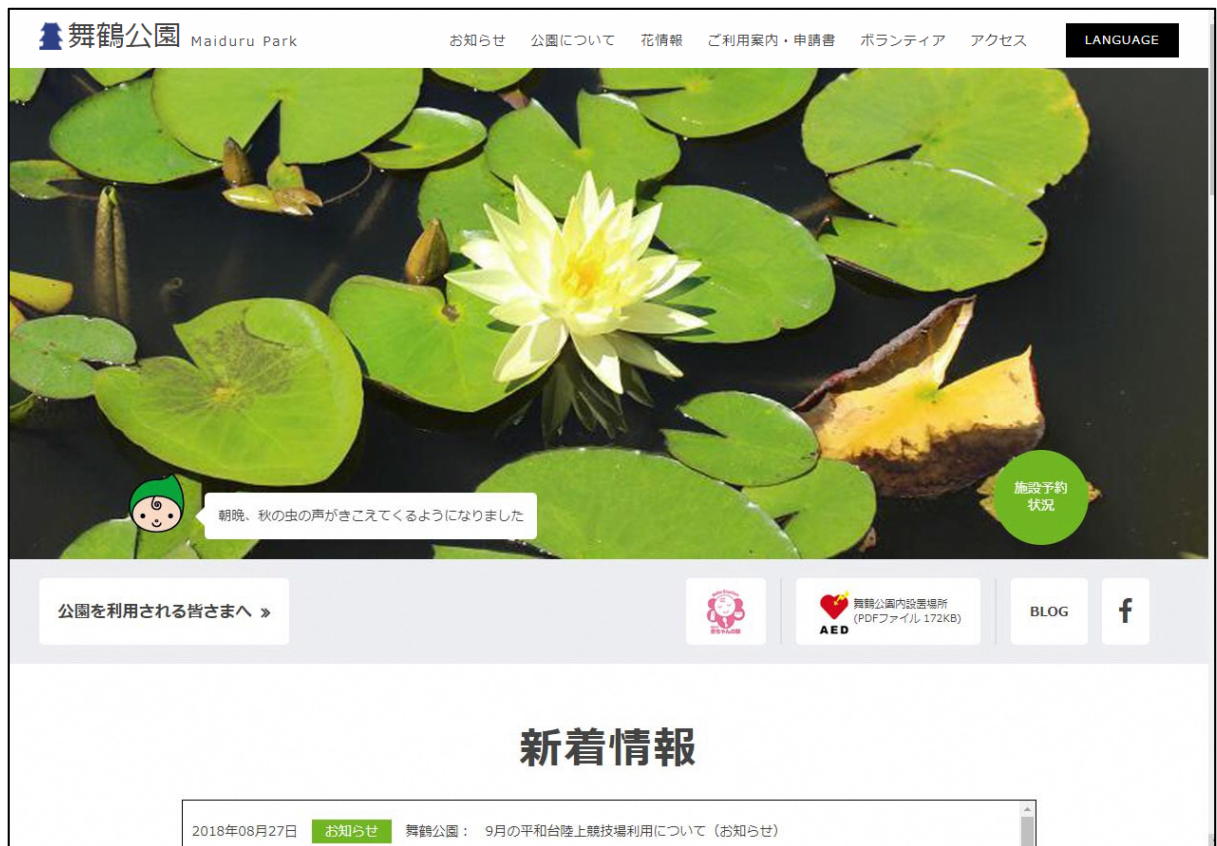 舞鶴公園 Maiduru Park
お知らせ 公園について 花情報 ご利用案内・申請書 ボランティア アクセス LANGUAGE
朝晩、秋の虫の声がきこえてくるようになりました
施設予約
状況
公園を利用される皆さまへ »
赤ちゃんの駅
AED
舞鶴公園内設置場所
(PDFファイル 172KB)
BLOG
f
新着情報
2018年08月27日 お知らせ 舞鶴公園： 9月の平和台陸上競技場利用について（お知らせ）